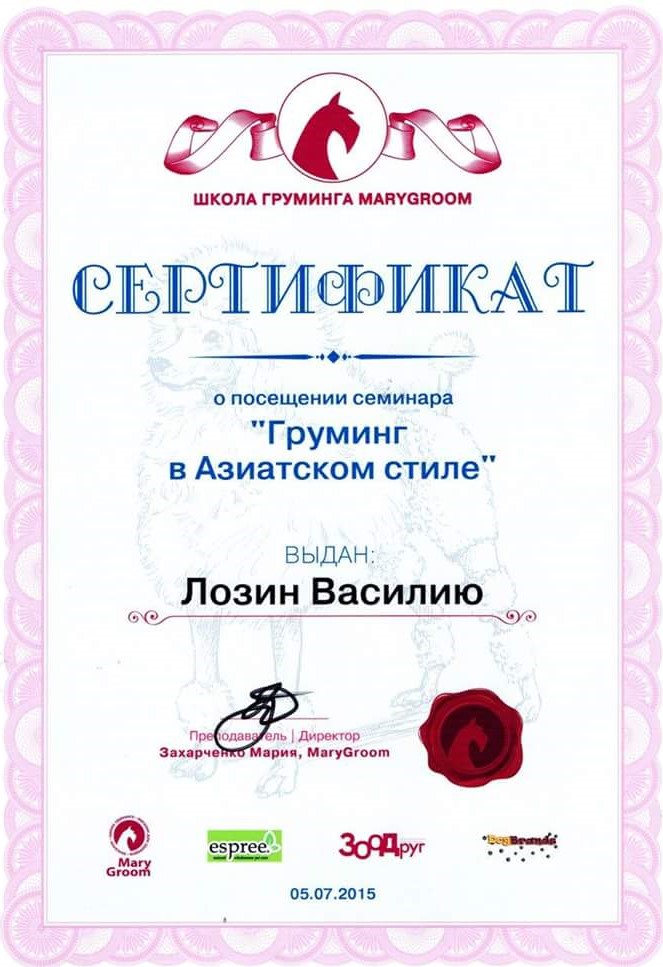 ШКОЛА ГРУМИНГА MARYGROOM
СЕРТИФИКАТ
о посещении семинара
"Груминг
в Азиатском стиле"
ВЫДАН:
Лозин Василию
Преподаватель | Директор
Захарченко Мария, MaryGroom
Mary
Groom
espree
ЗООДруг
DogBrands
05.07.2015